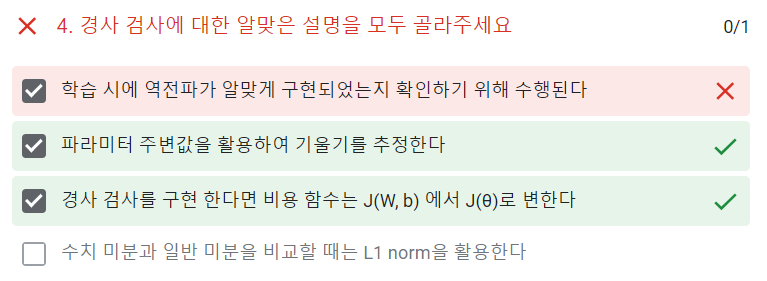 4. 경사 검사에 대한 알맞은 설명을 모두 골라주세요 0/1
학습 시에 역전파가 알맞게 구현되었는지 확인하기 위해 수행된다
파라미터 주변값을 활용하여 기울기를 추정한다
경사 검사를 구현 한다면 비용 함수는 J(W, b) 에서 J(θ)로 변한다
수치 미분과 일반 미분을 비교할 때는 L1 norm을 활용한다